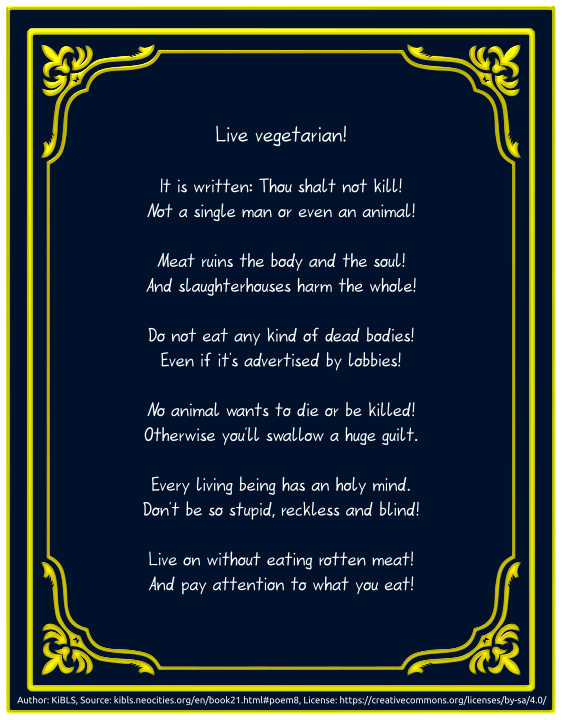 Live vegetarian!
It is written: Thou shalt not kill!
Not a single man or even an animal!
Meat ruins the body and the soul!
And slaughterhouses harm the whole!
Do not eat any kind of dead bodies!
Even if it's advertised by lobbies!
No animal wants to die or be killed!
Otherwise you'll swallow a huge guilt.
Every living being has an holy mind.
Don't be so stupid, reckless and blind!
Live on without eating rotten meat!
And pay attention to what you eat!
Author: KiBLS, Source: kibls.neocities.org/en/book21.html#poem8, License: https://creativecommons.org/licenses/by-sa/4.0/